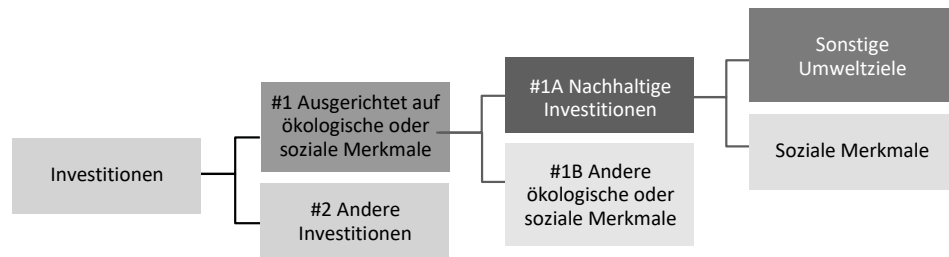 Investitionen
#1 Ausgerichtet auf
ökologische oder
soziale Merkmale
#2 Andere
Investitionen
#1A Nachhaltige
Investitionen
#1B Andere
ökologische oder
soziale Merkmale
Sonstige
Umweltziele
Soziale Merkmale